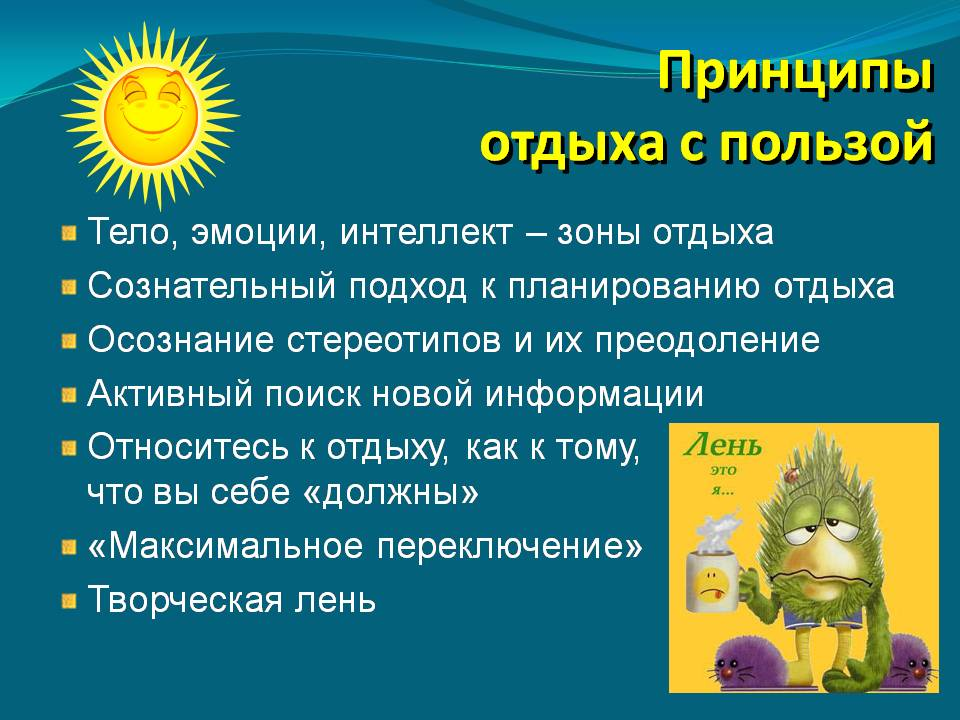 Принципы
отдыха с пользой
Тело, эмоции, интеллект – зоны отдыха
Сознательный подход к планированию отдыха
Осознание стереотипов и их преодоление
Активный поиск новой информации
Относитесь к отдыху, как к тому,
что вы себе «должны»
«Максимальное переключение»
Творческая лень
Лень
это
я...